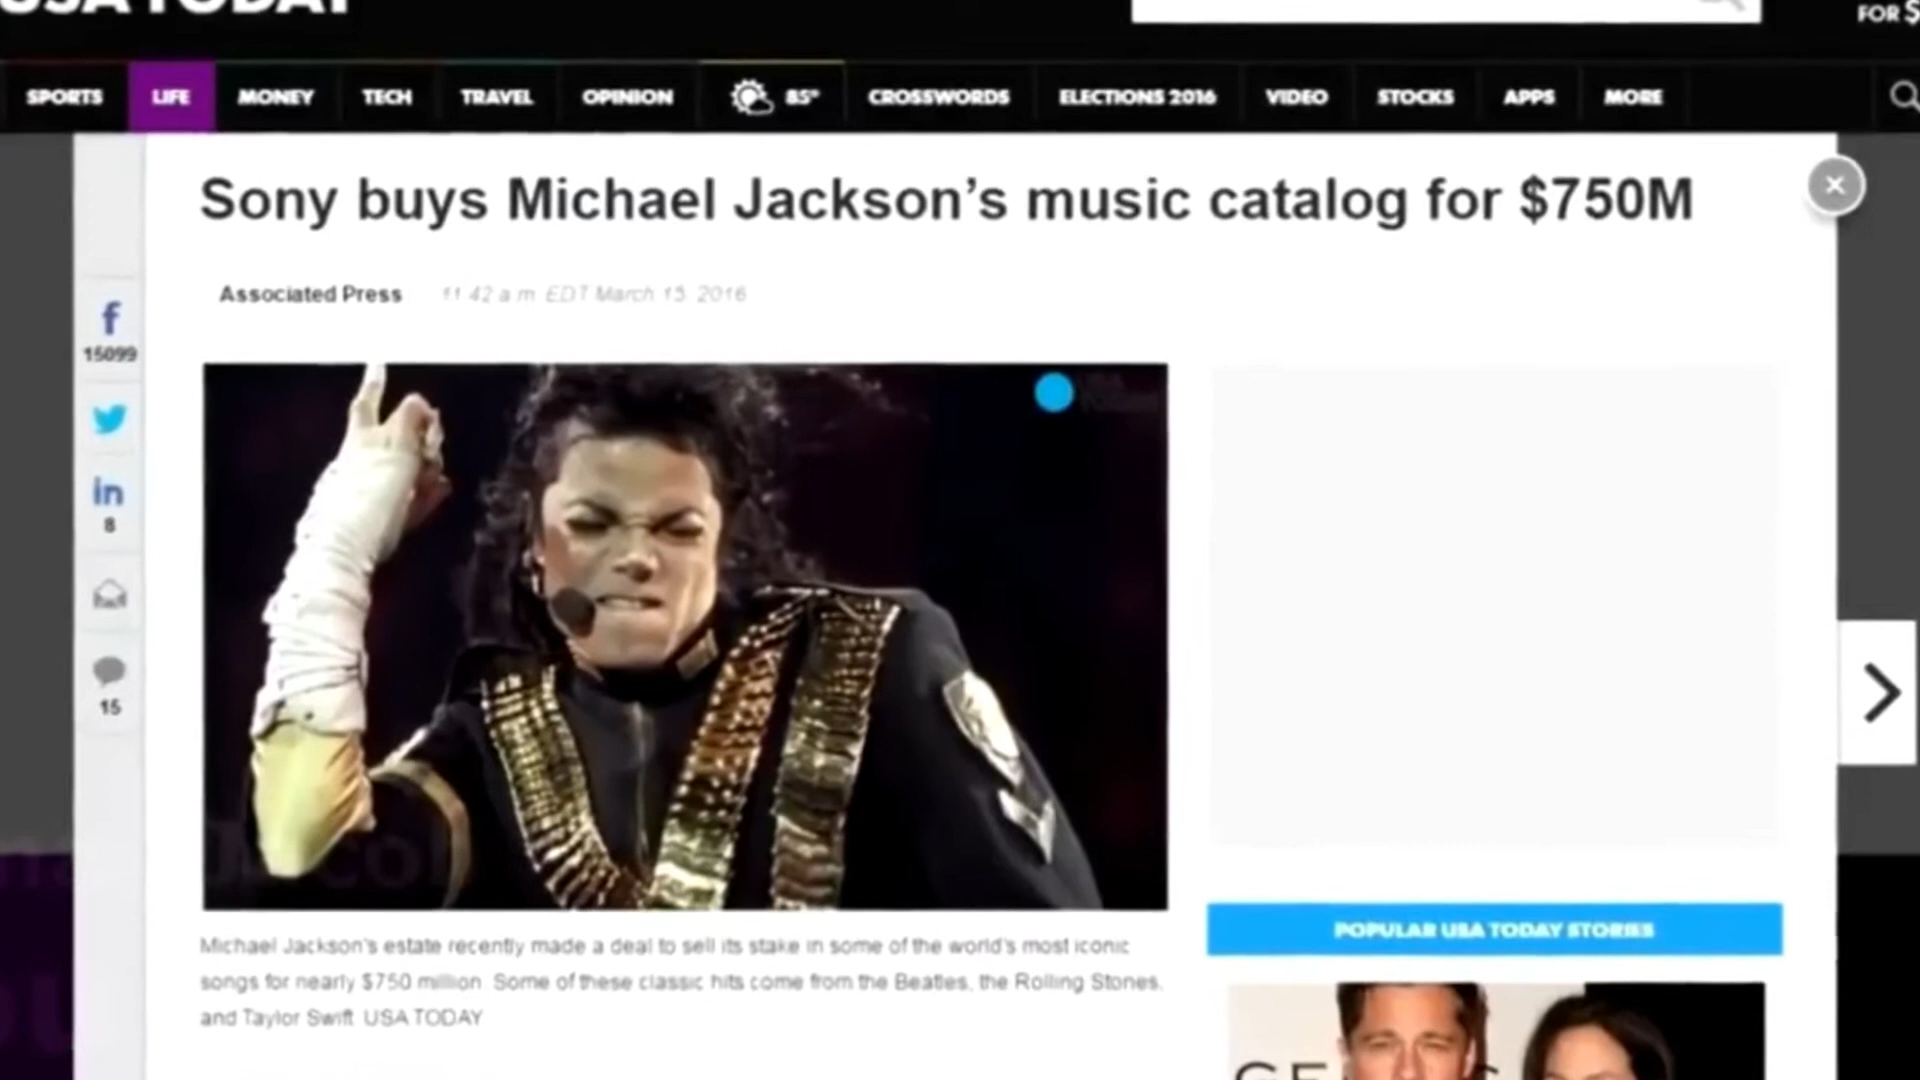 USA TODAY
FOR $
SPORTS LIFE MONEY TECH TRAVEL OPINION 85° CROSSWORDS ELECTIONS 2016 VIDEO STOCKS APPS MORE
Sony buys Michael Jackson’s music catalog for $750M
Associated Press 11:42 a.m. EDT March 15, 2016
15099
in
8
15
Michael Jackson's estate recently made a deal to sell its stake in some of the world's most iconic
songs for nearly $750 million. Some of these classic hits come from the Beatles, the Rolling Stones,
and Taylor Swift. USA TODAY
POPULAR USA TODAY STORIES